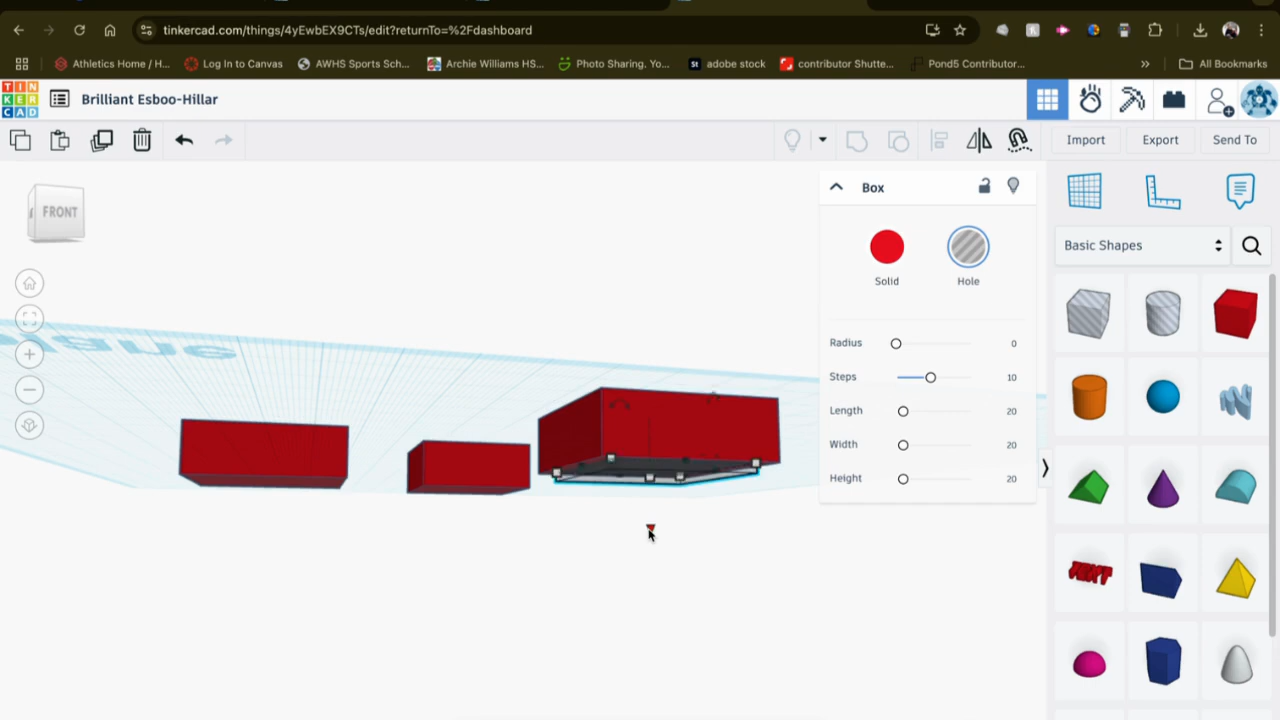 tinkercad.com/things/4yEwbEX9CTs/edit?returnTo=%2Fdashboard
Athletics Home / H...
Log In to Canvas
AWHS Sports Sch...
Archie Williams HS...
Photo Sharing. Yo...
St
adobe stock
contributor Shutte...
Pond5 Contributor...
»
All Bookmarks
TIN
KER
CAD
Brilliant Esboo-Hillar
Import
Export
Send To
FRONT
Box
Solid
Hole
Radius 0
Steps 10
Length 20
Width 20
Height 20
Basic Shapes
TEXT